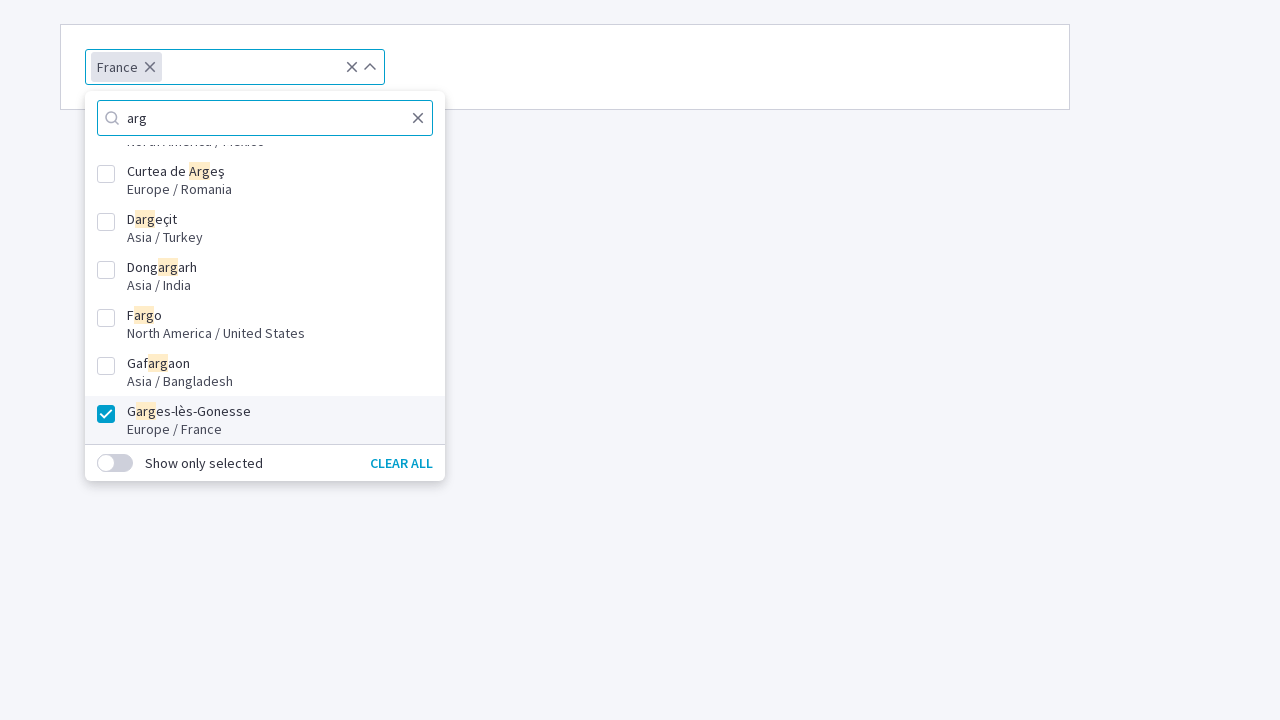 France
arg
Curtea de Argeş
Europe / Romania
Dargeçit
Asia / Turkey
Dongargarh
Asia / India
Fargo
North America / United States
Gafargaon
Asia / Bangladesh
Garges-lès-Gonesse
Europe / France
Show only selected
CLEAR ALL